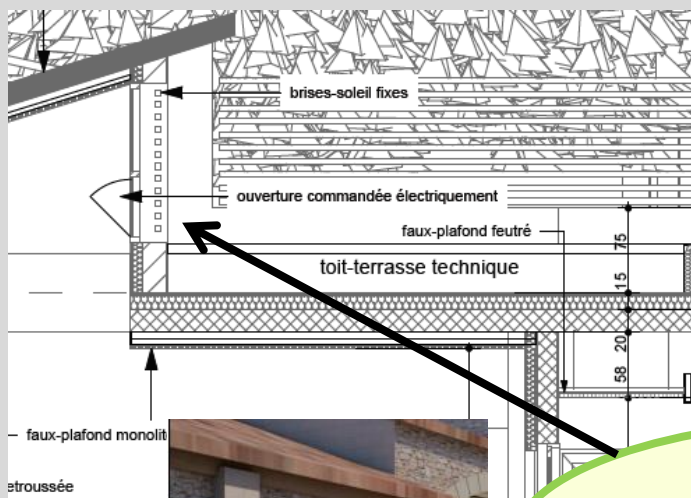 brises-soleil fixes
ouverture commandée électriquement
faux-plafond feutré
toit-terrasse technique
75
15
20
58
faux-plafond monolit
etroussée